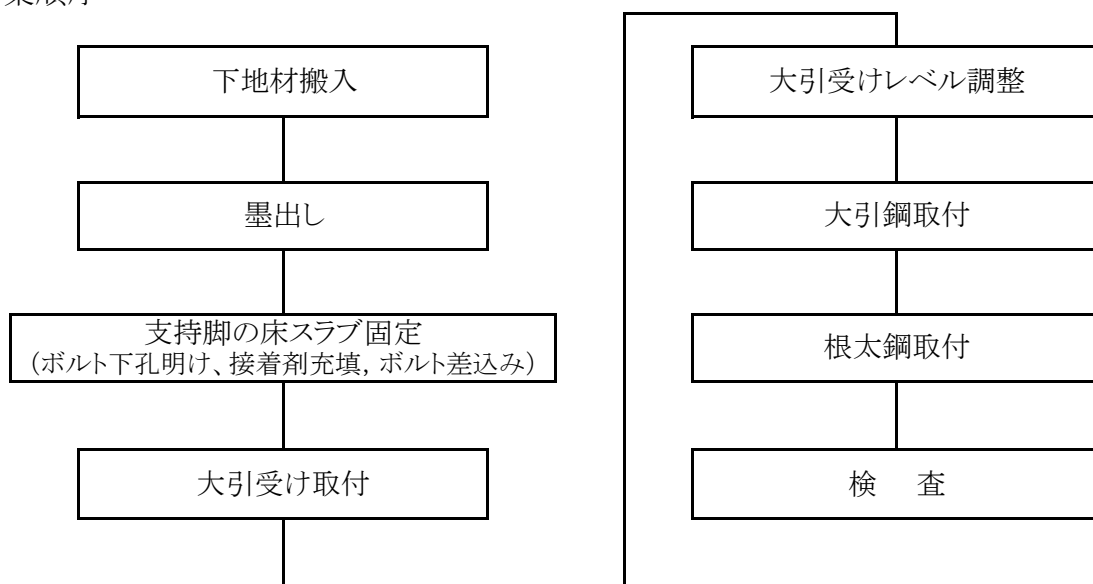 下地材搬入
墨出し
支持脚の床スラブ固定
(ボルト下孔明け、接着剤充填, ボルト差込み)
大引受け取付
大引受けレベル調整
大引鋼取付
根太鋼取付
検　査